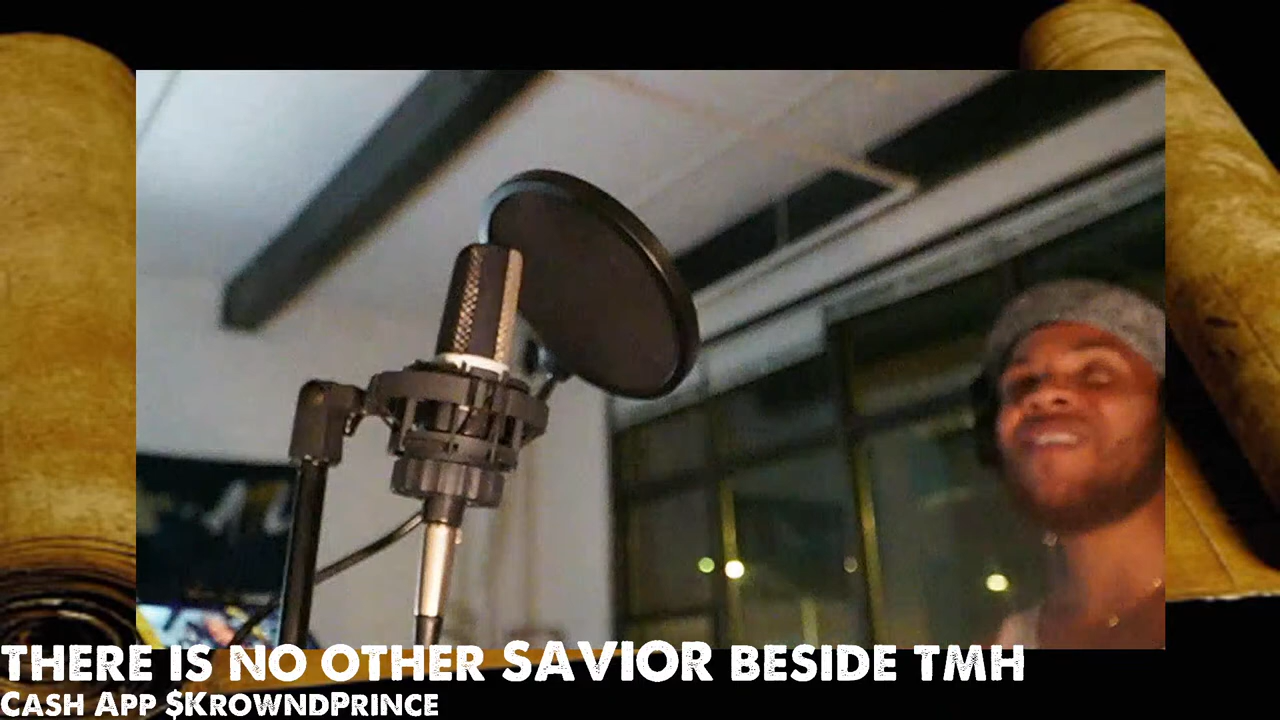 THERE IS NO OTHER SAVIOR BESIDE TMH
CASH APP $KROWNDPRINCE